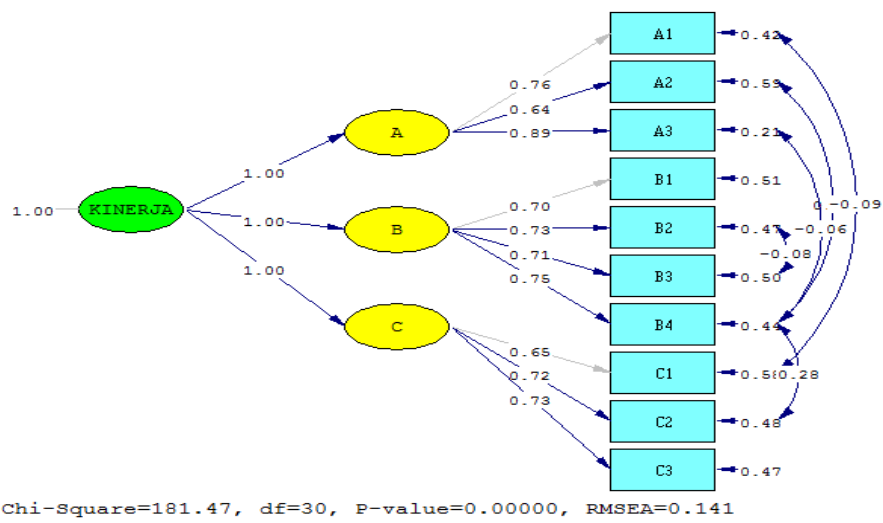 A1
0.42
0.76
A2
0.59
0.64
A
0.89
A3
0.21
1.00
B1
0.51
1.00
KINERJA
0.70
-0.09
1.00
B
0.73
B2
0.47
-0.06
0.71
-0.08
1.00
0.75
B3
0.50
C
B4
0.44
0.65
C1
0.28
0.72
0.73
C2
0.48
C3
0.47
Chi-Square=181.47, df=30, P-value=0.00000, RMSEA=0.141